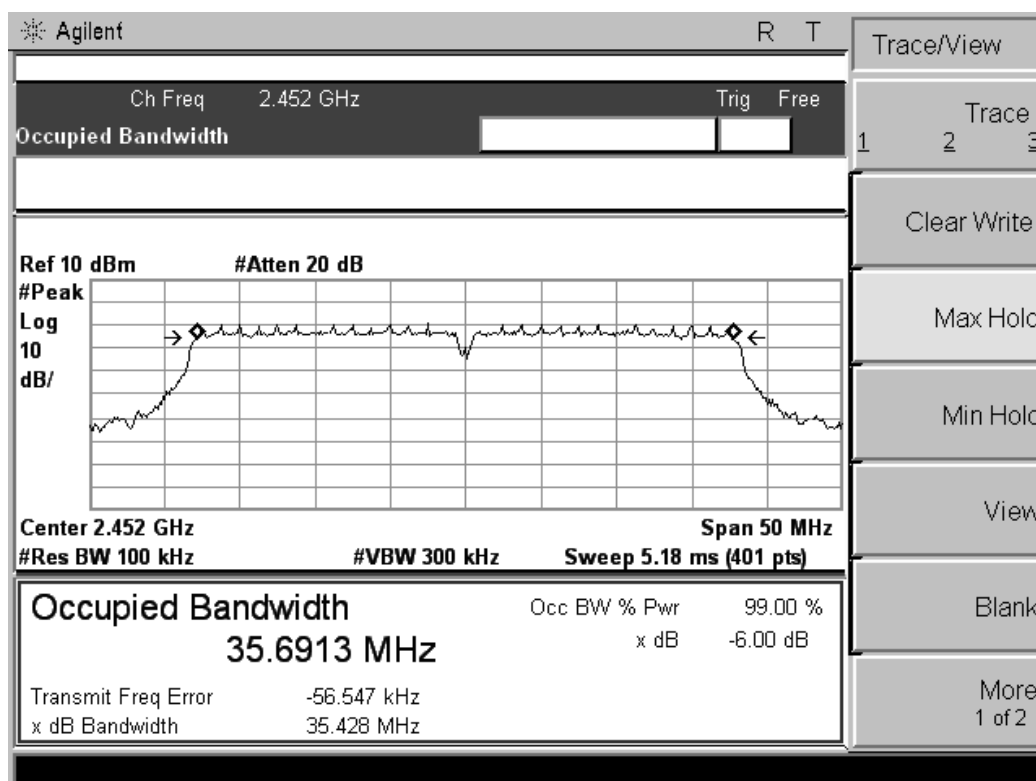 Agilent R T
Ch Freq 2.452 GHz Trig Free
Occupied Bandwidth
Ref 10 dBm #Atten 20 dB
#Peak
Log
10
dB/
Center 2.452 GHz Span 50 MHz
#Res BW 100 kHz #VBW 300 kHz Sweep 5.18 ms (401 pts)
Occupied Bandwidth
35.6913 MHz
Occ BW % Pwr 99.00 %
x dB -6.00 dB
Transmit Freq Error -56.547 kHz
x dB Bandwidth 35.428 MHz
Trace/View
Trace
1 2 3
Clear Write
Max Hold
Min Hold
View
Blank
More
1 of 2